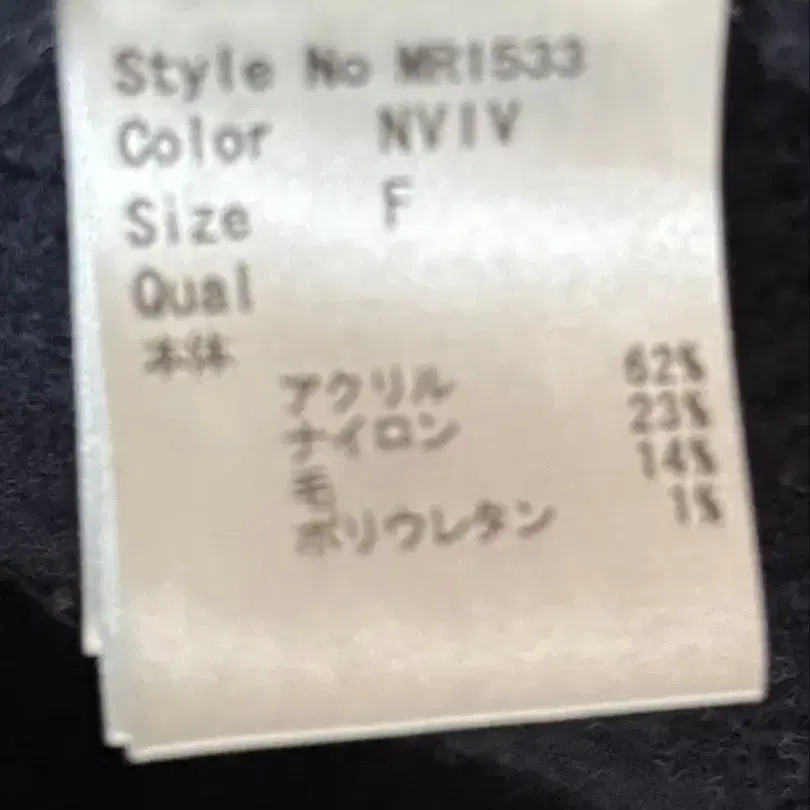 Style No MR1533
Color NVIV
Size F
Qual
本体
アクリル 62%
ナイロン 23%
毛 14%
ポリウレタン 1%